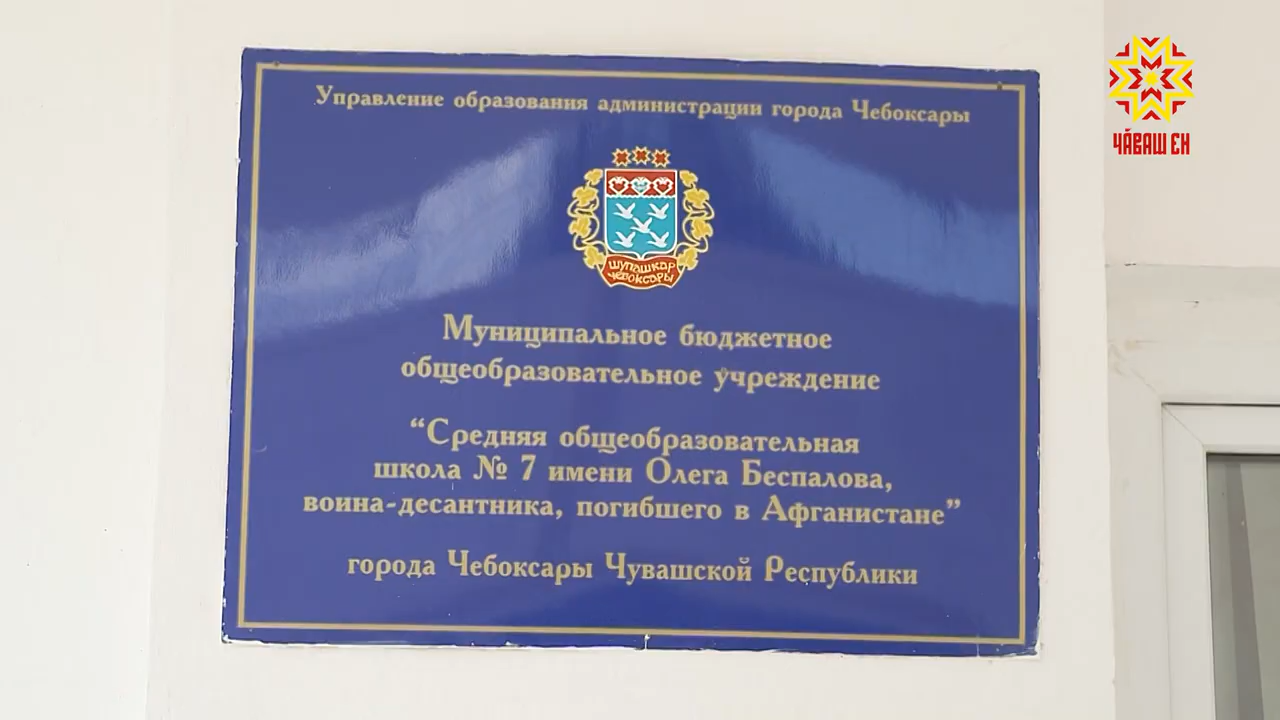 Управление образования администрации города Чебоксары
ЧӐВАШ ЕН
ШУПАШКАР
ЧЕБОКСАРЫ
Муниципальное бюджетное
общеобразовательное учреждение
“Средняя общеобразовательная
школа № 7 имени Олега Беспалова,
воина-десантника, погибшего в Афганистане”
города Чебоксары Чувашской Республики